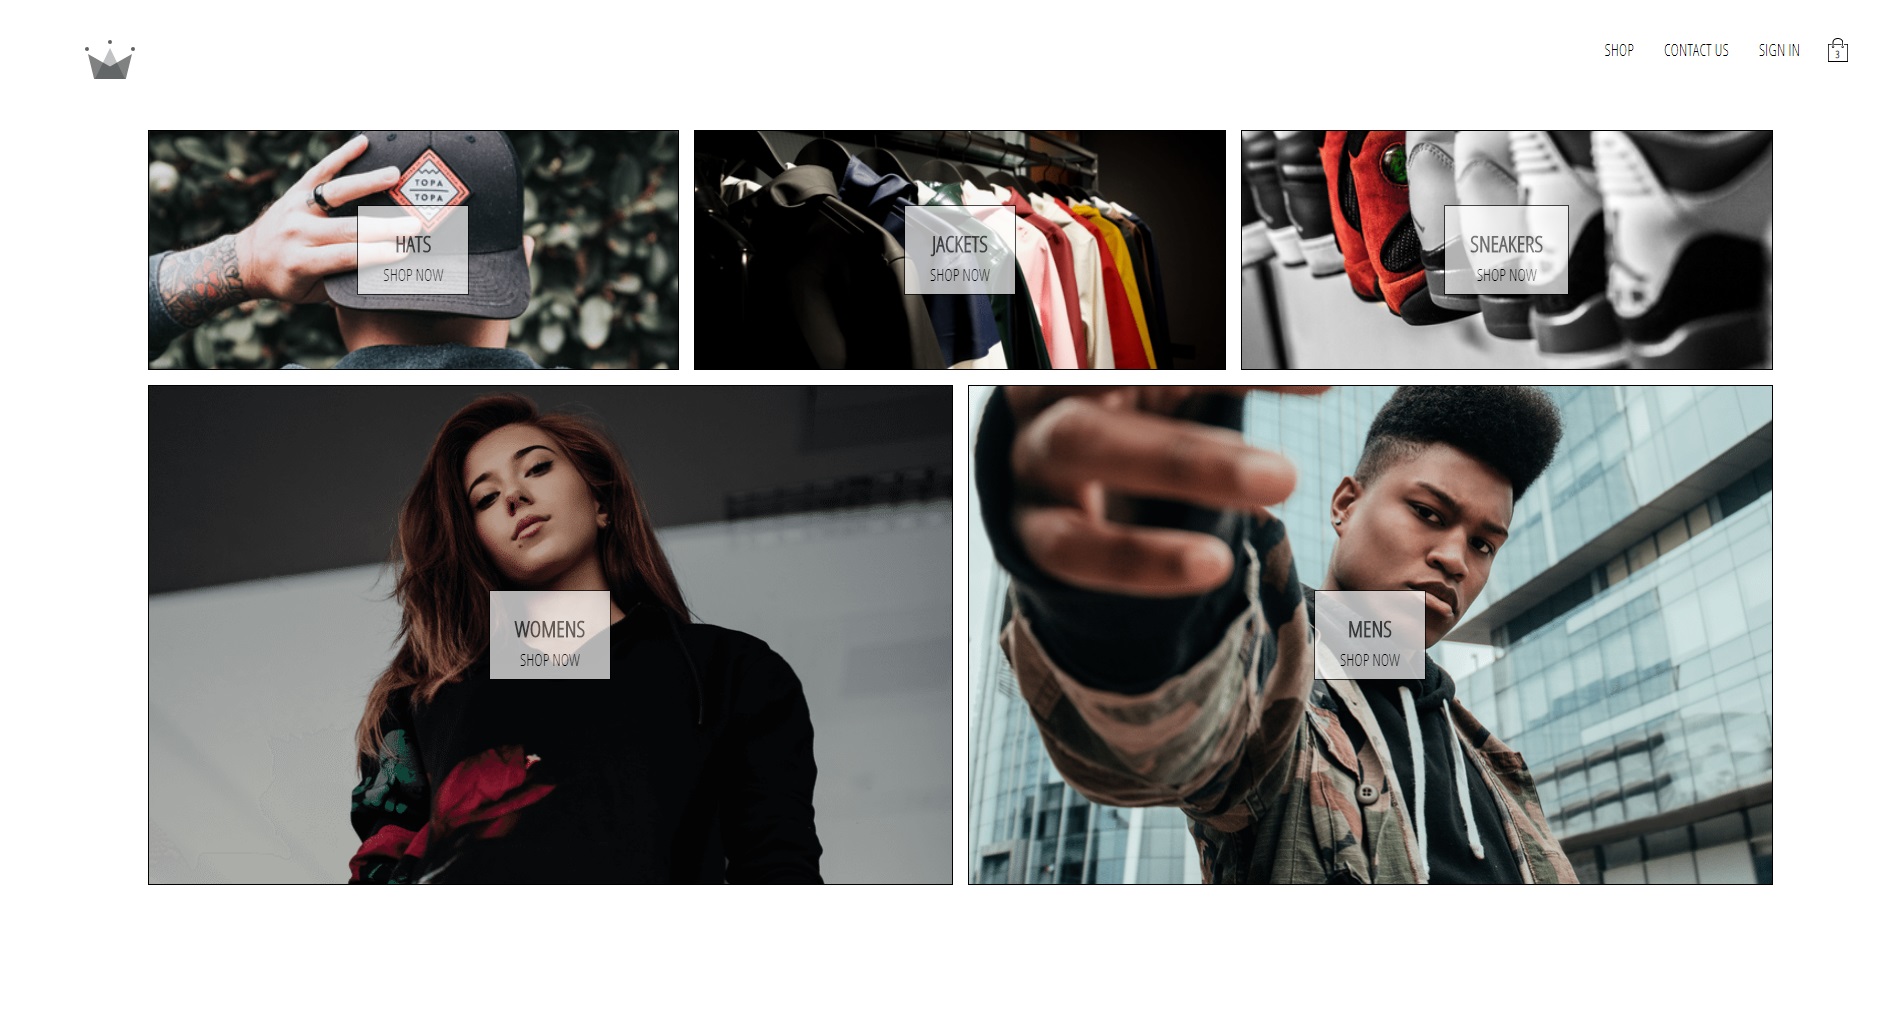 SHOP
CONTACT US
SIGN IN
3
TOPA
TOPA
HATS
SHOP NOW
JACKETS
SHOP NOW
SNEAKERS
SHOP NOW
WOMENS
SHOP NOW
MENS
SHOP NOW